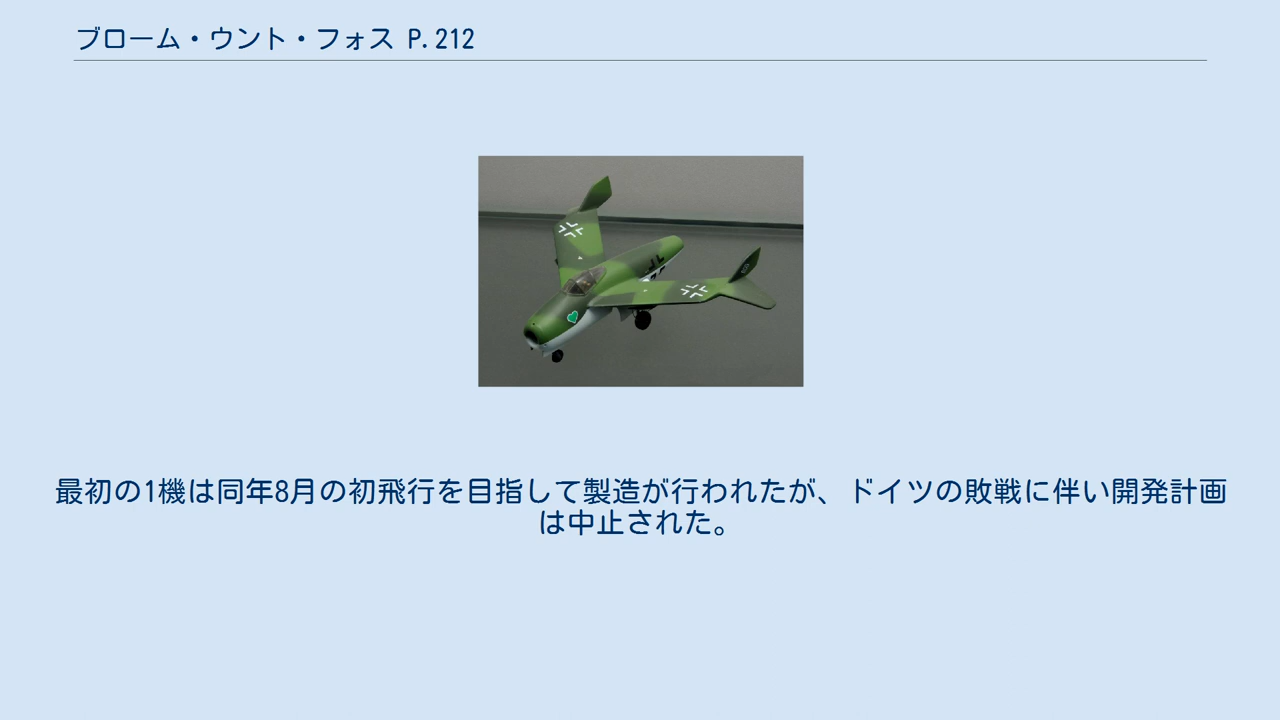 ブローム・ウント・フォス P.212
最初の1機は同年8月の初飛行を目指して製造が行われたが、ドイツの敗戦に伴い開発計画
は中止された。